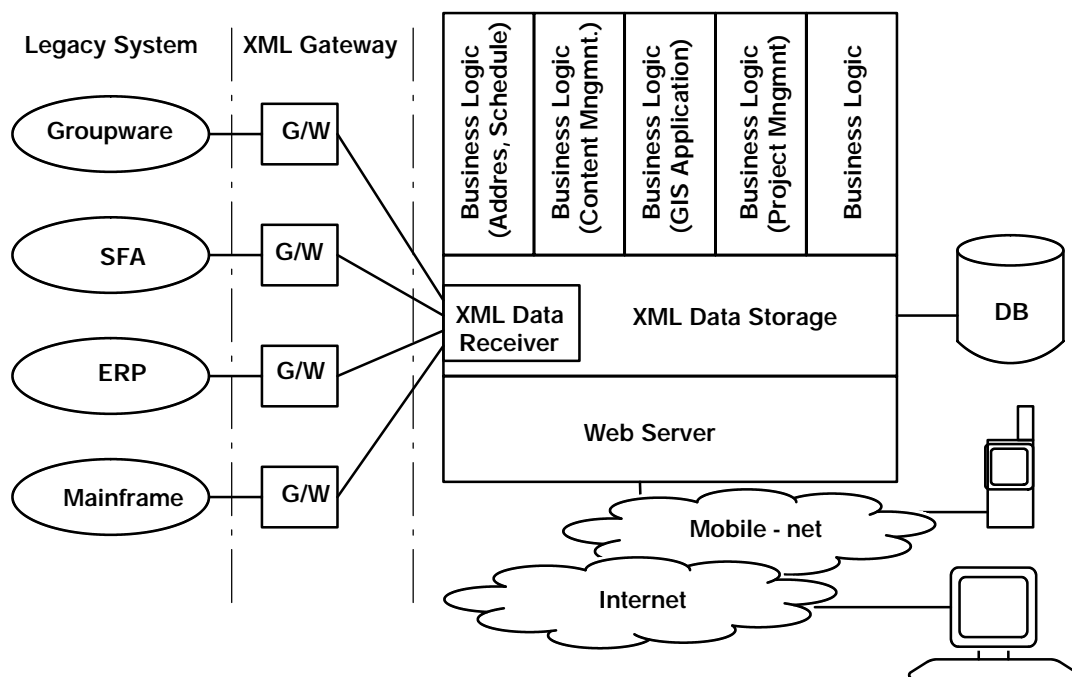 Legacy System
XML Gateway
Groupware
G/W
SFA
G/W
ERP
G/W
Mainframe
G/W
Business Logic
(Addres, Schedule)
Business Logic
(Content Mngmnt.)
Business Logic
(GIS Application)
Business Logic
(Project Mngmnt)
Business Logic
XML Data
Receiver
XML Data Storage
DB
Web Server
Mobile - net
Internet